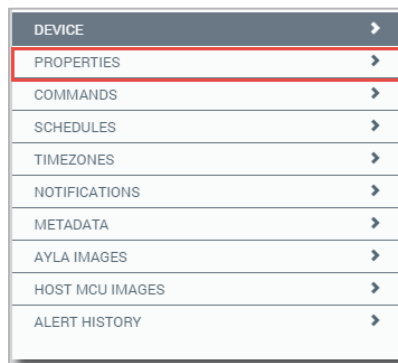 DEVICE
PROPERTIES
COMMANDS
SCHEDULES
TIMEZONES
NOTIFICATIONS
METADATA
AYLA IMAGES
HOST MCU IMAGES
ALERT HISTORY